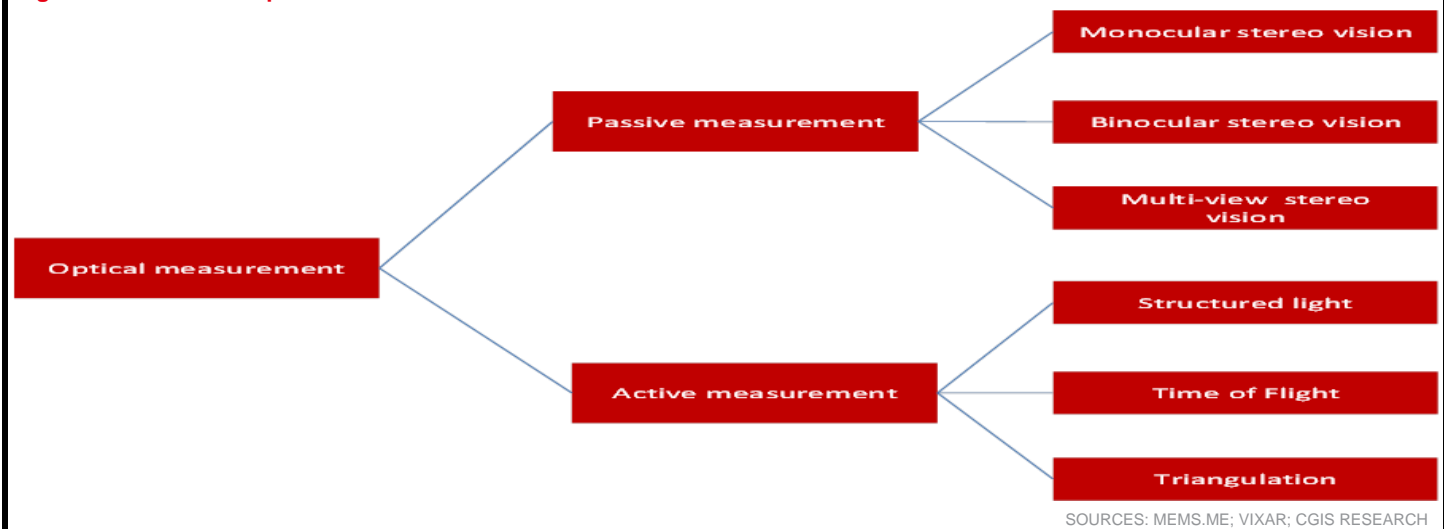 Optical measurement
Passive measurement
Monocular stereo vision
Binocular stereo vision
Multi-view stereo
vision
Active measurement
Structured light
Time of Flight
Triangulation
SOURCES: MEMS.ME; VIXAR; CGIS RESEARCH